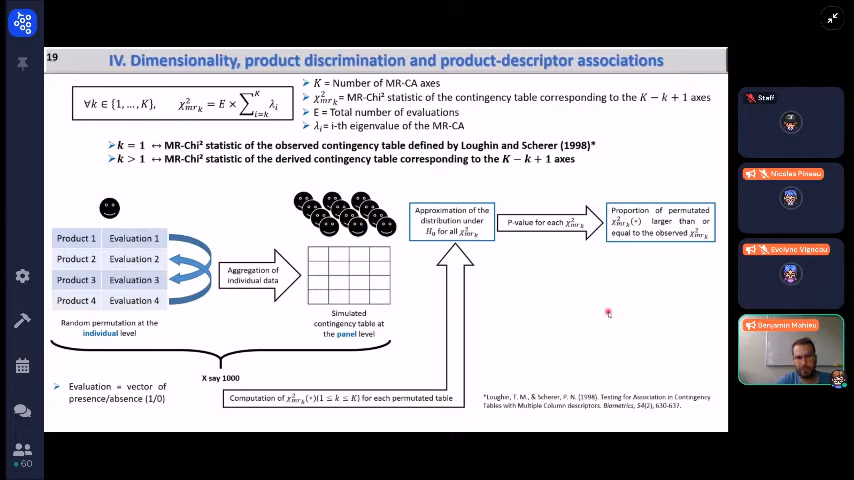 19
IV. Dimensionality, product discrimination and product-descriptor associations
∀k ∈ {1, … , K}, χ²mr_k = E × ∑_{i=k}^{K} λi
➢ K = Number of MR-CA axes
➢ χ²mr_k = MR-Chi² statistic of the contingency table corresponding to the K − k + 1 axes
➢ E = Total number of evaluations
➢ λi = i-th eigenvalue of the MR-CA
➢ k = 1 ↔ MR-Chi² statistic of the observed contingency table defined by Loughin and Scherer (1998)*
➢ k > 1 ↔ MR-Chi² statistic of the derived contingency table corresponding to the K − k + 1 axes
Product 1 Evaluation 1
Product 2 Evaluation 2
Product 3 Evaluation 3
Product 4 Evaluation 4
Random permutation at the
individual level
Aggregation of
individual data
Simulated
contingency table at
the panel level
Approximation of the
distribution under
H0 for all χ²mr_k
P-value for each χ²mr_k
Proportion of permutated
χ²mr_k(*) larger than or
equal to the observed χ²mr_k
X say 1000
➢ Evaluation = vector of
presence/absence (1/0)
Computation of χ²mr_k(*)(1 ≤ k ≤ K) for each permutated table
*Loughin, T. M., & Scherer, P. N. (1998). Testing for Association in Contingency
Tables with Multiple Column descriptors. Biometrics, 54(2), 630-637.
Staff
Nicolas Pineau
Evelyne Vigneau
Benjamin Mahieu
60